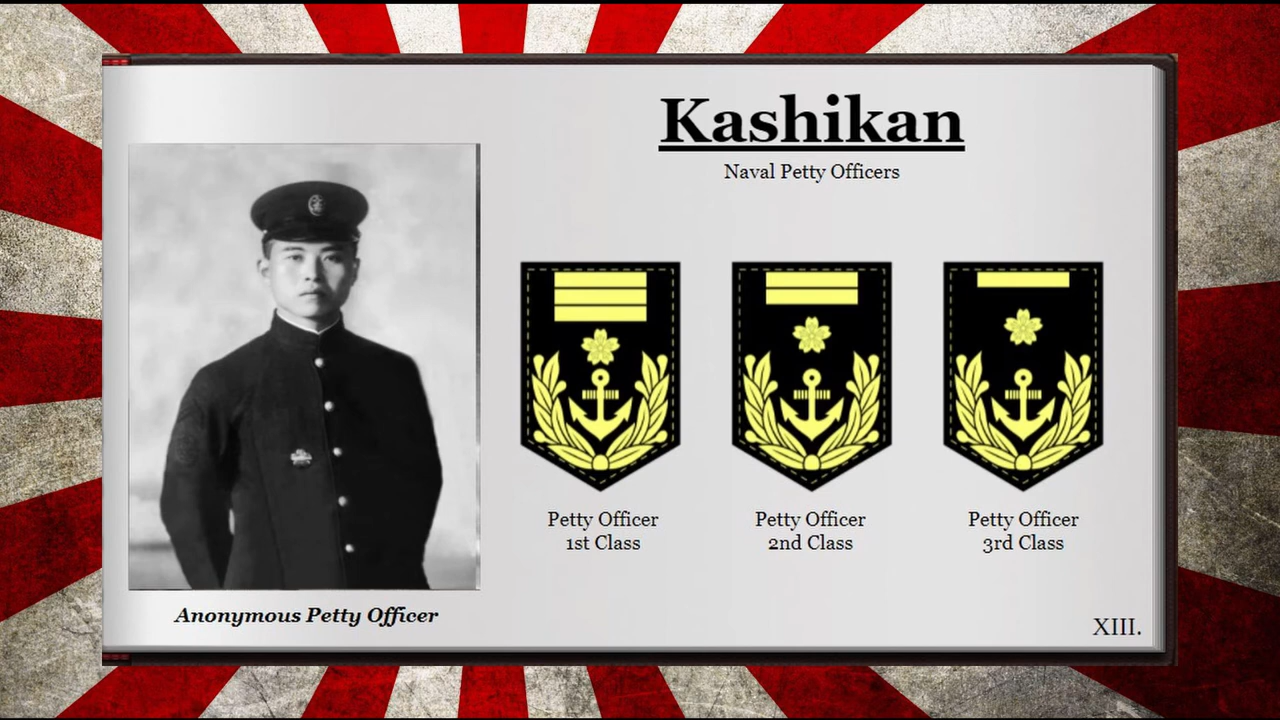 Kashikan
Naval Petty Officers
Petty Officer
1st Class
Petty Officer
2nd Class
Petty Officer
3rd Class
Anonymous Petty Officer
XIII.